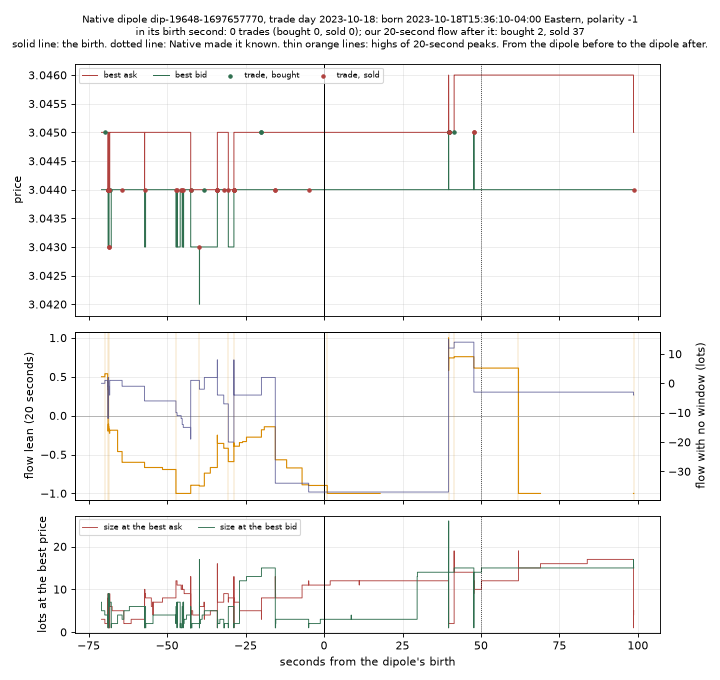 Native dipole dip-19648-1697657770, trade day 2023-10-18: born 2023-10-18T15:36:10-04:00 Eastern, polarity -1
in its birth second: 0 trades (bought 0, sold 0); our 20-second flow after it: bought 2, sold 37
solid line: the birth. dotted line: Native made it known. thin orange lines: highs of 20-second peaks. From the dipole before to the dipole after.
best ask
best bid
trade, bought
trade, sold
3.0460
3.0455
3.0450
3.0445
3.0440
3.0435
3.0430
3.0425
3.0420
price
1.0
0.5
0.0
−0.5
−1.0
flow lean (20 seconds)
10
0
−10
−20
−30
flow with no window (lots)
size at the best ask
size at the best bid
20
10
0
lots at the best price
−75
−50
−25
0
25
50
75
100
seconds from the dipole's birth